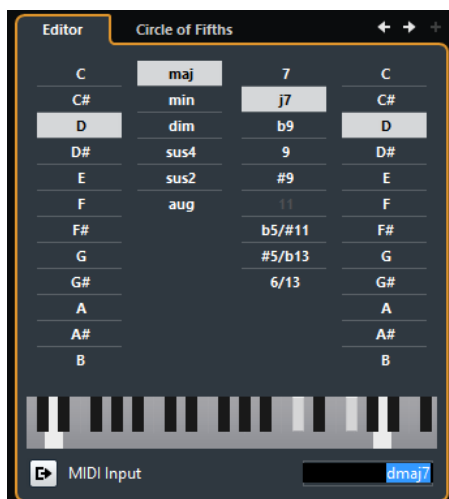 Editor Circle of Fifths
C maj 7 C
C# min j7 C#
D dim b9 D
D# sus4 9 D#
E sus2 #9 E
F aug 11 F
F# b5/#11 F#
G #5/b13 G
G# 6/13 G#
A A
A# A#
B B
MIDI Input dmaj7